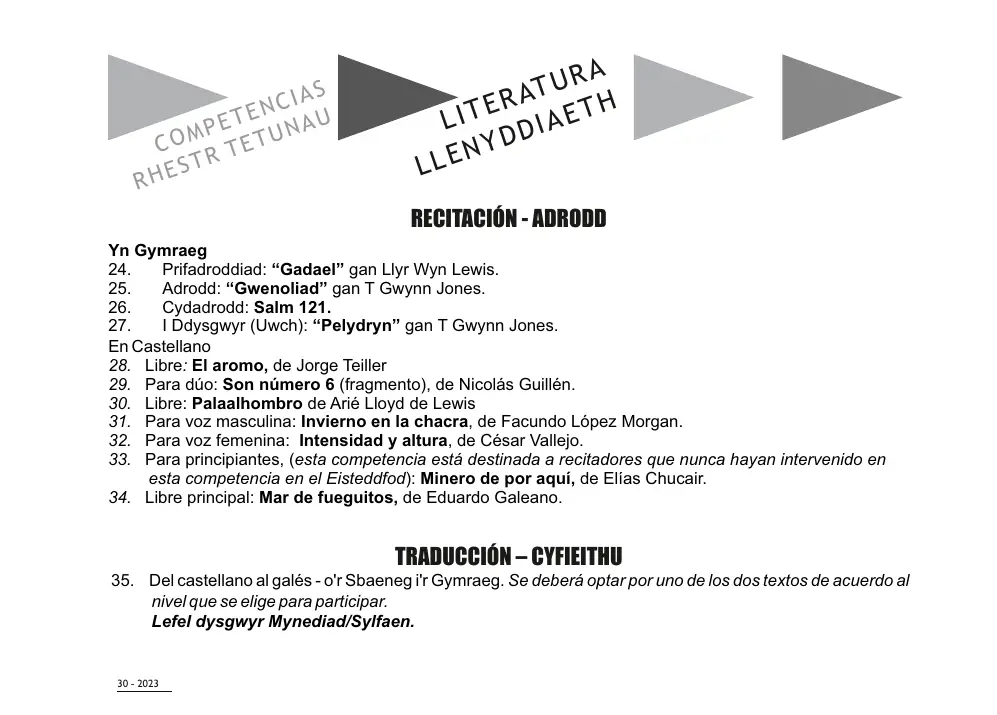 COMPETENCIAS
RHESTR TETUNAU
LITERATURA
LLENYDDIAETH
RECITACIÓN - ADRODD
Yn Gymraeg
24. Prifadroddiad: “Gadael” gan Llyr Wyn Lewis.
25. Adrodd: “Gwenoliad” gan T Gwynn Jones.
26. Cydadrodd: Salm 121.
27. I Ddysgwyr (Uwch): “Pelydryn” gan T Gwynn Jones.
En Castellano
28. Libre: El aromo, de Jorge Teiller
29. Para dúo: Son número 6 (fragmento), de Nicolás Guillén.
30. Libre: Palaalhombro de Arié Lloyd de Lewis
31. Para voz masculina: Invierno en la chacra, de Facundo López Morgan.
32. Para voz femenina: Intensidad y altura, de César Vallejo.
33. Para principiantes, (esta competencia está destinada a recitadores que nunca hayan intervenido en
esta competencia en el Eisteddfod): Minero de por aquí, de Elías Chucair.
34. Libre principal: Mar de fueguitos, de Eduardo Galeano.
TRADUCCIÓN – CYFIEITHU
35. Del castellano al galés - o'r Sbaeneg i'r Gymraeg. Se deberá optar por uno de los dos textos de acuerdo al
nivel que se elige para participar.
Lefel dysgwyr Mynediad/Sylfaen.
30 - 2023